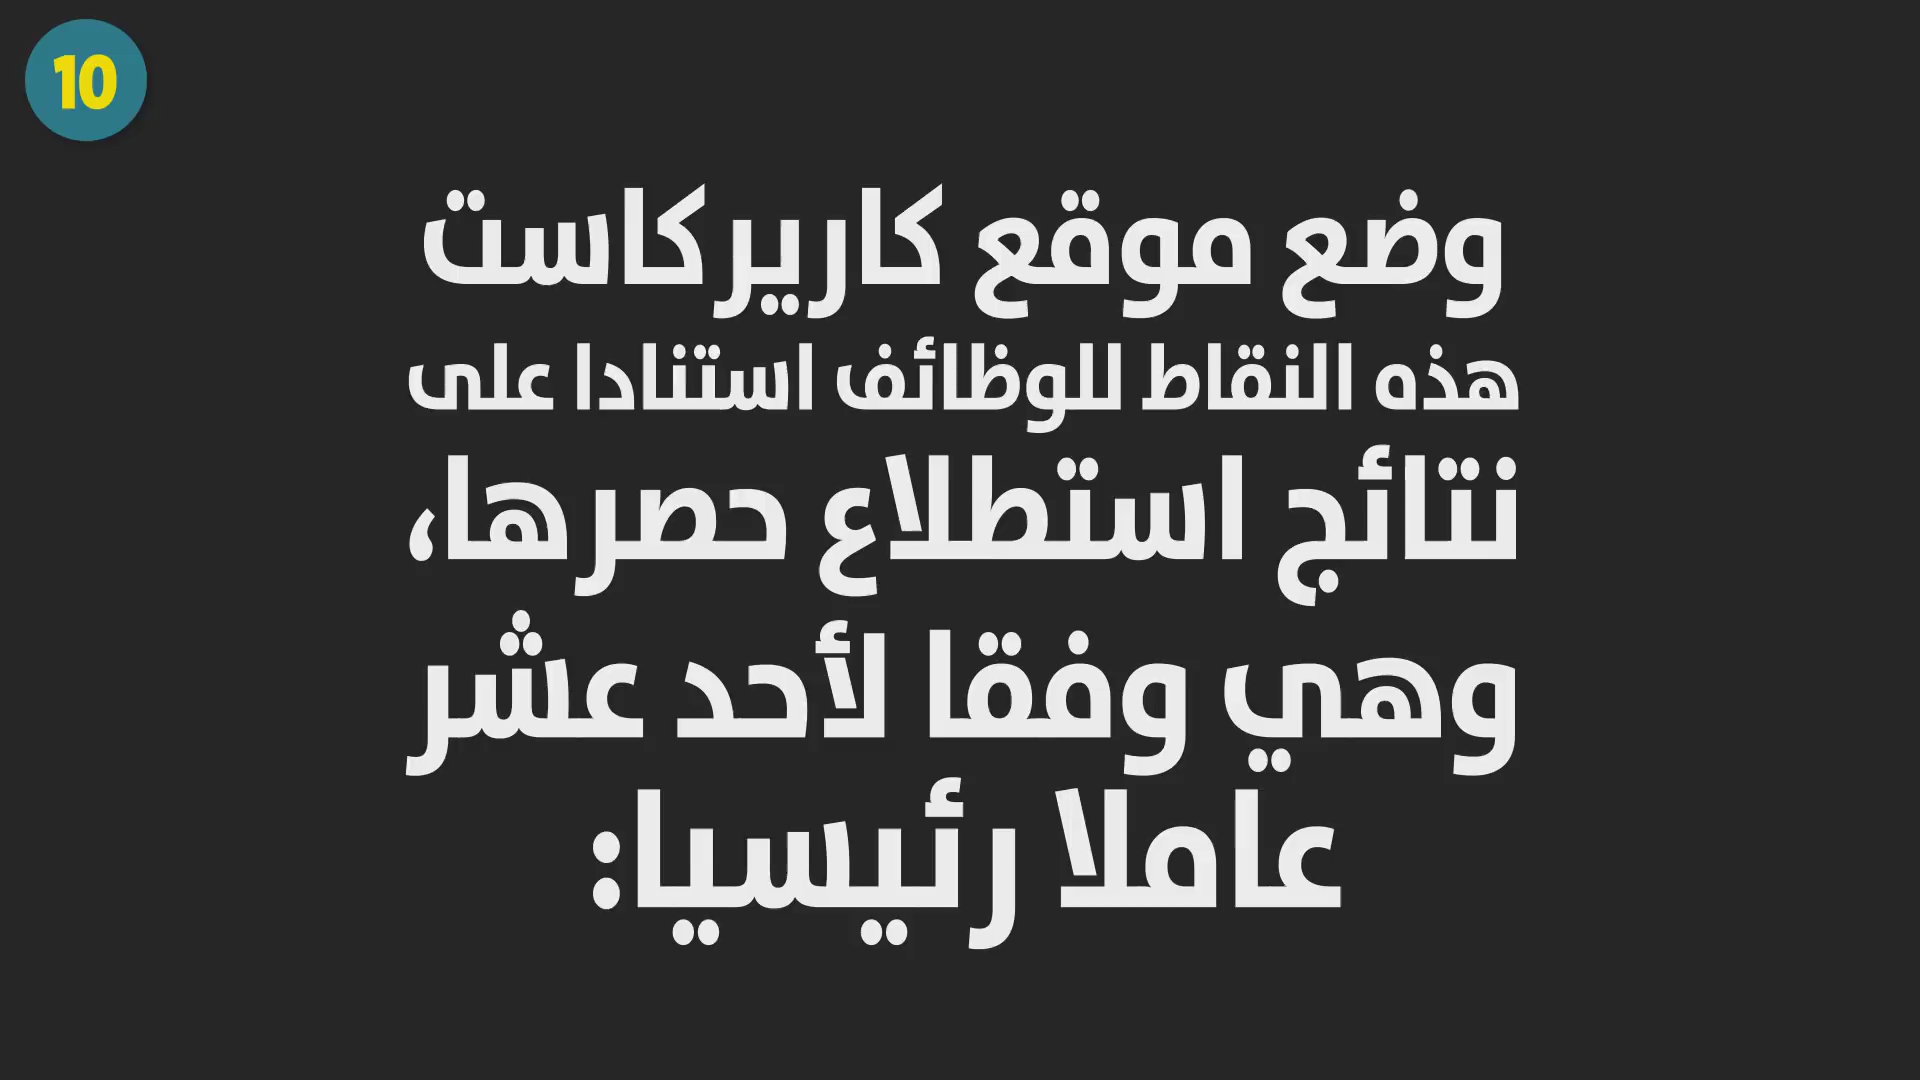 10
وضع موقع كاريركاست
هذه النقاط للوظائف استنادا على
نتائج استطلاع حصرها،
وهي وفقا لأحد عشر
عاملا رئيسيا: